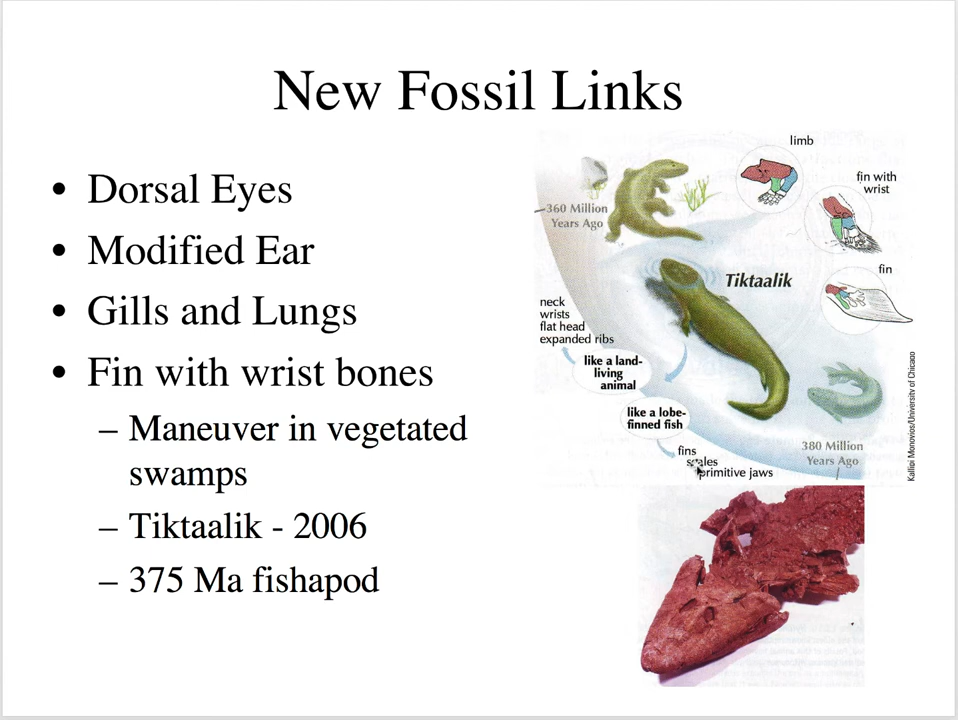 New Fossil Links
• Dorsal Eyes
• Modified Ear
• Gills and Lungs
• Fin with wrist bones
– Maneuver in vegetated
swamps
– Tiktaalik - 2006
– 375 Ma fishapod
limb
fin with
wrist
360 Million
Years Ago
Tiktaalik
fin
neck
wrists
flat head
expanded ribs
like a land-
living
animal
like a lobe-
finned fish
fins
scales
primitive jaws
380 Million
Years Ago
Kalliopi Monoyios/University of Chicago